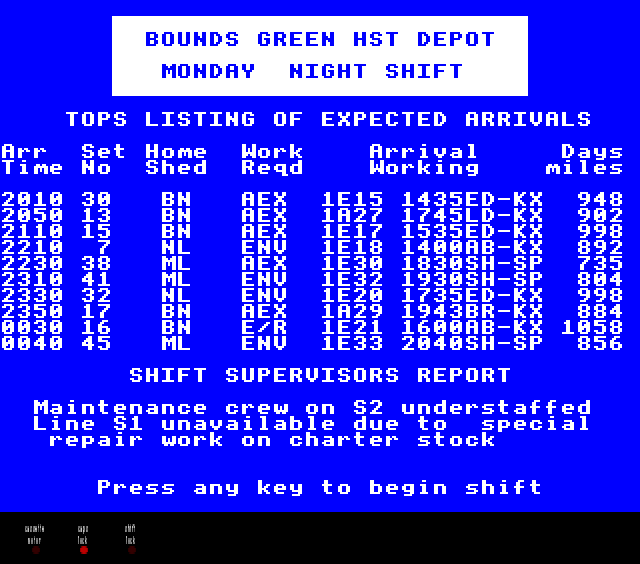 BOUNDS GREEN HST DEPOT
MONDAY  NIGHT SHIFT
TOPS LISTING OF EXPECTED ARRIVALS
Arr  Set Home  Work    Arrival     Days
Time No  Shed  Reqd    Working    miles
2010 30   BN   AEX  1E15 1435ED-KX  948
2050 13   BN   AEX  1A27 1745LD-KX  902
2110 15   BN   AEX  1E17 1535ED-KX  998
2210  7   NL   ENV  1E18 1400AB-KX  892
2230 38   ML   AEX  1E30 1830SH-SP  735
2310 41   ML   ENV  1E32 1930SH-SP  804
2330 32   NL   ENV  1E20 1735ED-KX  998
2350 17   BN   AEX  1A29 1943BR-KX  884
0030 16   BN   E/R  1E21 1600AB-KX 1058
0040 45   ML   ENV  1E33 2040SH-SP  856
SHIFT SUPERVISORS REPORT
Maintenance crew on S2 understaffed
Line S1 unavailable due to  special
repair work on charter stock
Press any key to begin shift
cassette motor
caps lock
shift lock